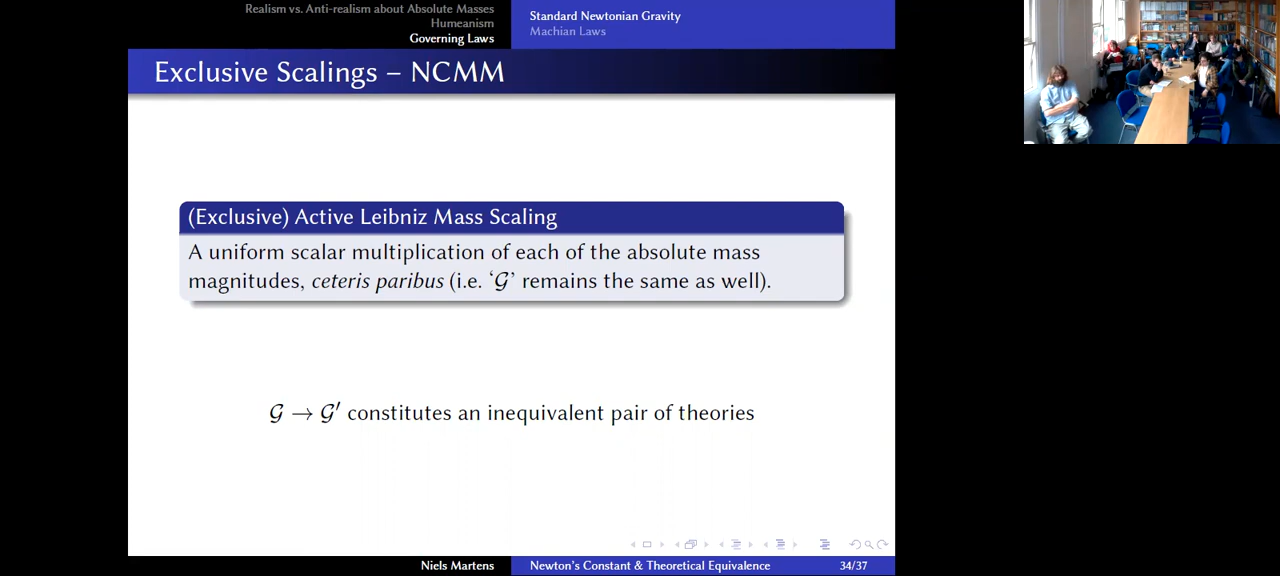 Realism vs. Anti-realism about Absolute Masses
Humeanism
Governing Laws
Standard Newtonian Gravity
Machian Laws
Exclusive Scalings – NCMM
(Exclusive) Active Leibniz Mass Scaling
A uniform scalar multiplication of each of the absolute mass
magnitudes, ceteris paribus (i.e. ‘𝒢’ remains the same as well).
𝒢 → 𝒢′ constitutes an inequivalent pair of theories
Niels Martens
Newton's Constant & Theoretical Equivalence
34/37